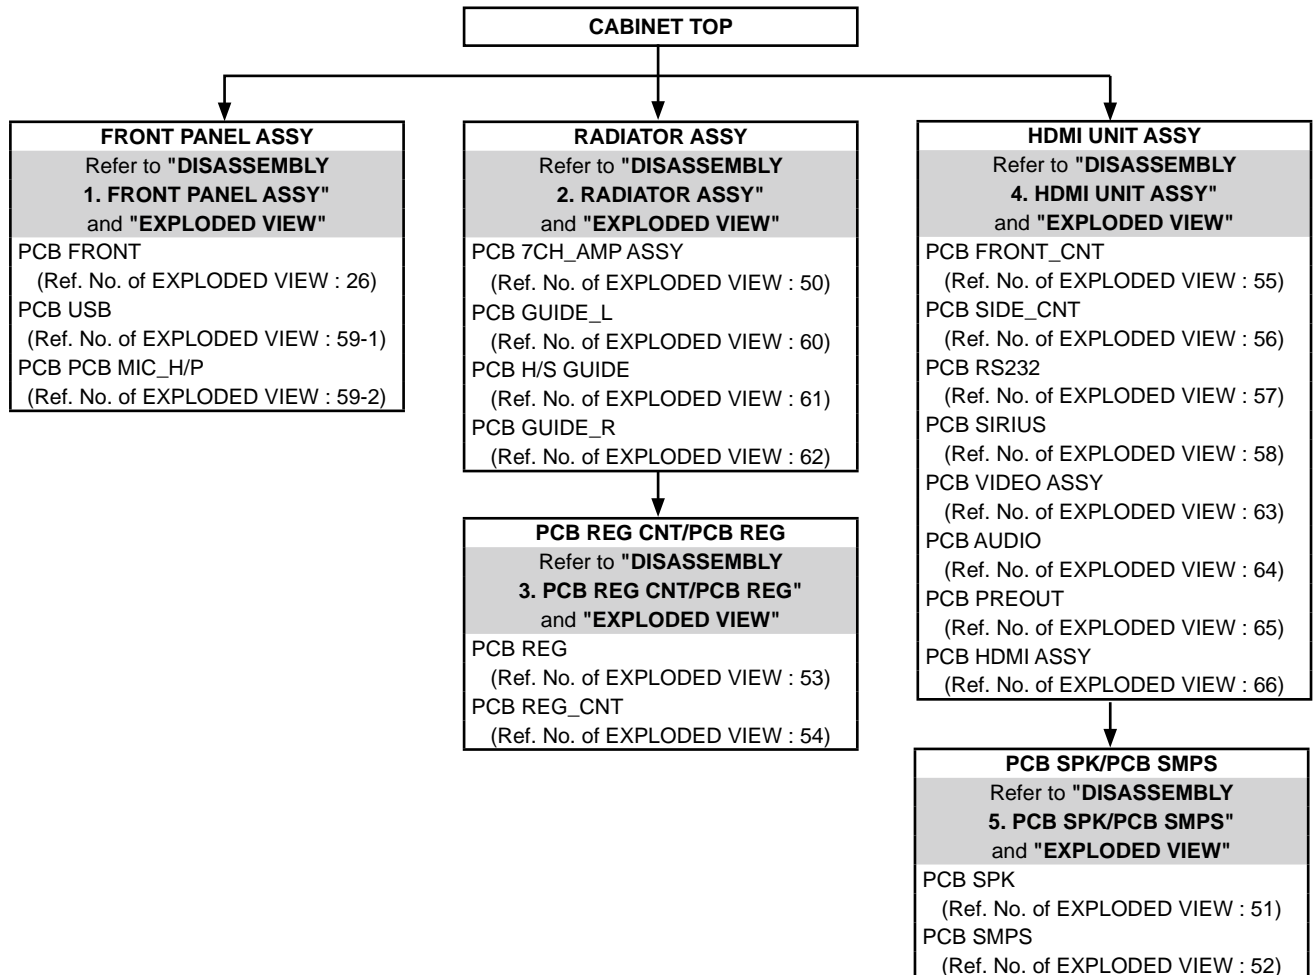 CABINET TOP
FRONT PANEL ASSY
Refer to "DISASSEMBLY
1. FRONT PANEL ASSY"
and "EXPLODED VIEW"
PCB FRONT
(Ref. No. of EXPLODED VIEW : 26)
PCB USB
(Ref. No. of EXPLODED VIEW : 59-1)
PCB PCB MIC_H/P
(Ref. No. of EXPLODED VIEW : 59-2)
RADIATOR ASSY
Refer to "DISASSEMBLY
2. RADIATOR ASSY"
and "EXPLODED VIEW"
PCB 7CH_AMP ASSY
(Ref. No. of EXPLODED VIEW : 50)
PCB GUIDE_L
(Ref. No. of EXPLODED VIEW : 60)
PCB H/S GUIDE
(Ref. No. of EXPLODED VIEW : 61)
PCB GUIDE_R
(Ref. No. of EXPLODED VIEW : 62)
PCB REG CNT/PCB REG
Refer to "DISASSEMBLY
3. PCB REG CNT/PCB REG"
and "EXPLODED VIEW"
PCB REG
(Ref. No. of EXPLODED VIEW : 53)
PCB REG_CNT
(Ref. No. of EXPLODED VIEW : 54)
HDMI UNIT ASSY
Refer to "DISASSEMBLY
4. HDMI UNIT ASSY"
and "EXPLODED VIEW"
PCB FRONT_CNT
(Ref. No. of EXPLODED VIEW : 55)
PCB SIDE_CNT
(Ref. No. of EXPLODED VIEW : 56)
PCB RS232
(Ref. No. of EXPLODED VIEW : 57)
PCB SIRIUS
(Ref. No. of EXPLODED VIEW : 58)
PCB VIDEO ASSY
(Ref. No. of EXPLODED VIEW : 63)
PCB AUDIO
(Ref. No. of EXPLODED VIEW : 64)
PCB PREOUT
(Ref. No. of EXPLODED VIEW : 65)
PCB HDMI ASSY
(Ref. No. of EXPLODED VIEW : 66)
PCB SPK/PCB SMPS
Refer to "DISASSEMBLY
5. PCB SPK/PCB SMPS"
and "EXPLODED VIEW"
PCB SPK
(Ref. No. of EXPLODED VIEW : 51)
PCB SMPS
(Ref. No. of EXPLODED VIEW : 52)